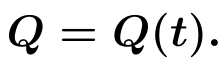 Q = Q(t).